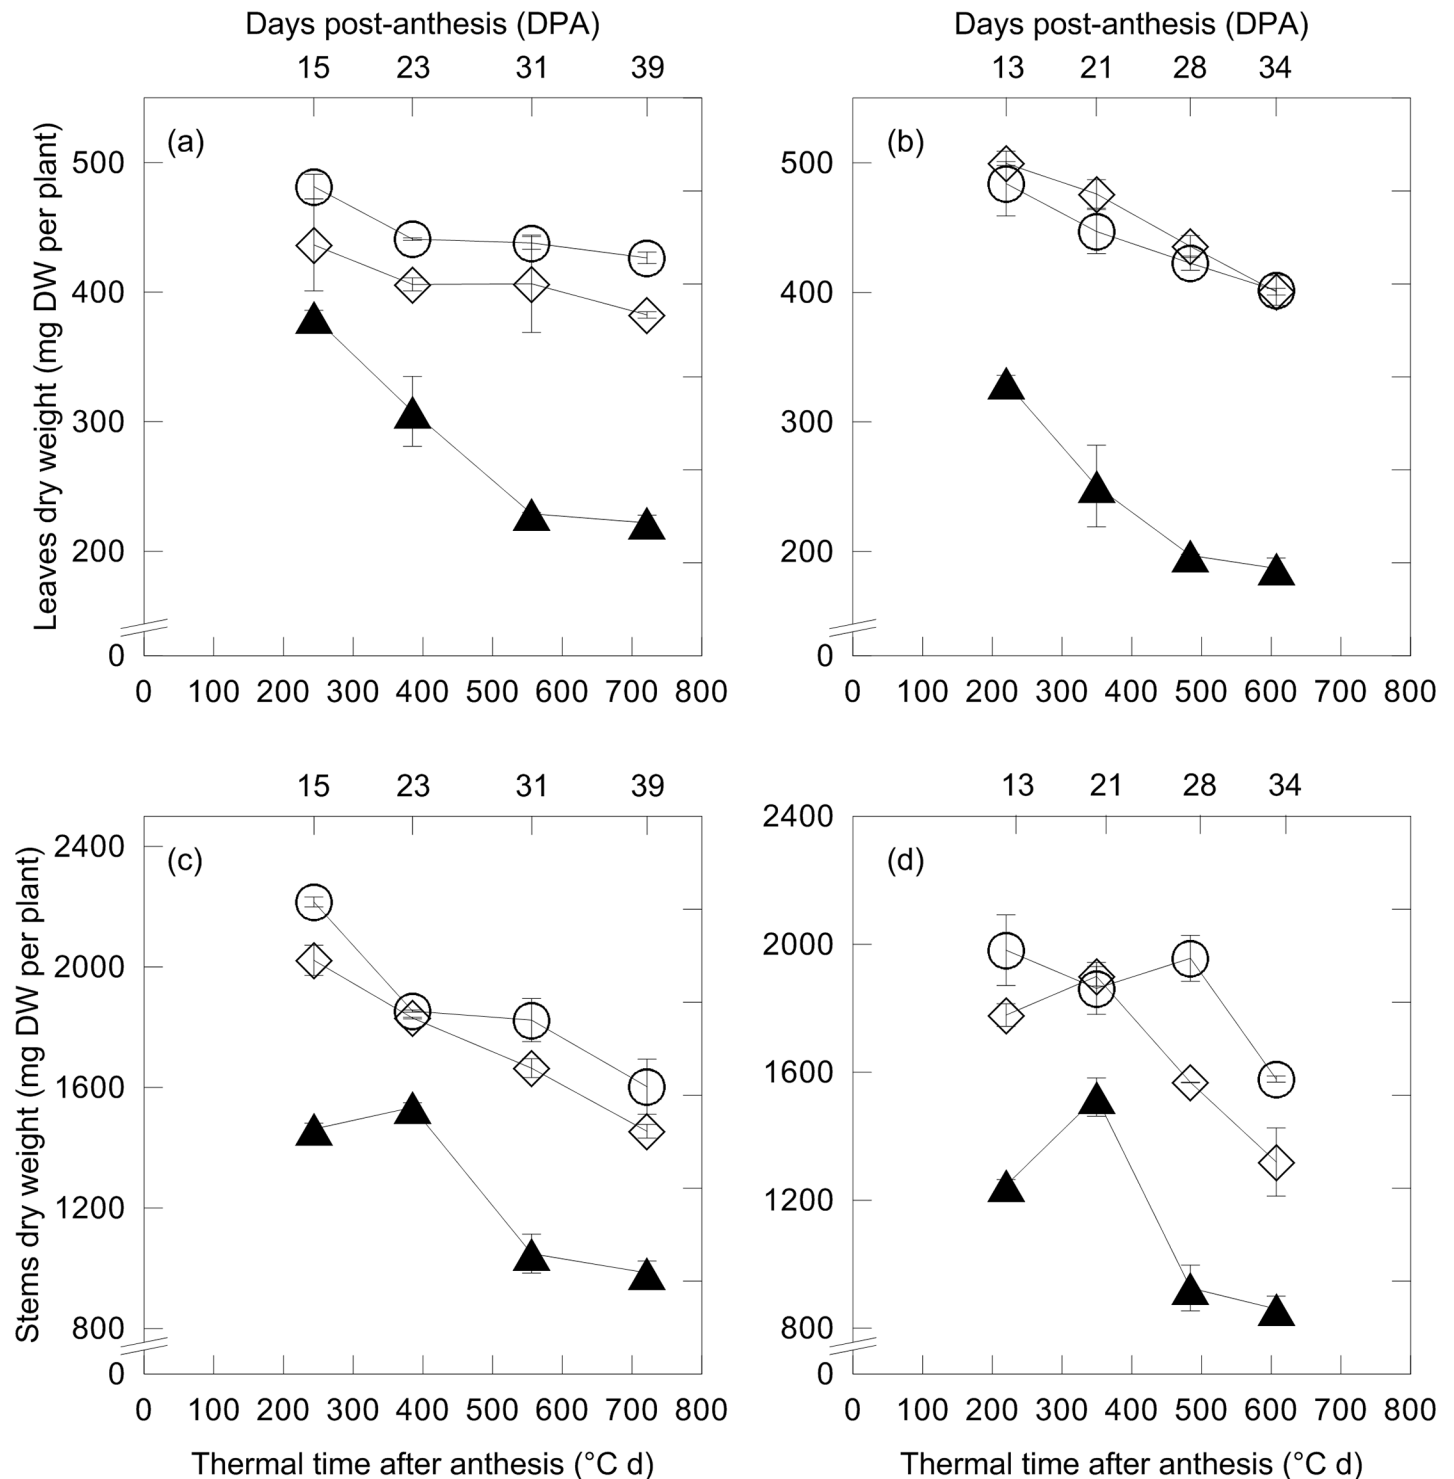 Days post-anthesis (DPA)
15 23 31 39
(a)
Leaves dry weight (mg DW per plant)
500
400
300
200
0
0 100 200 300 400 500 600 700 800
Days post-anthesis (DPA)
13 21 28 34
(b)
500
400
300
200
0
0 100 200 300 400 500 600 700 800
15 23 31 39
(c)
Stems dry weight (mg DW per plant)
2400
2000
1600
1200
800
0
0 100 200 300 400 500 600 700 800
Thermal time after anthesis (°C d)
13 21 28 34
(d)
2400
2000
1600
1200
800
0
0 100 200 300 400 500 600 700 800
Thermal time after anthesis (°C d)